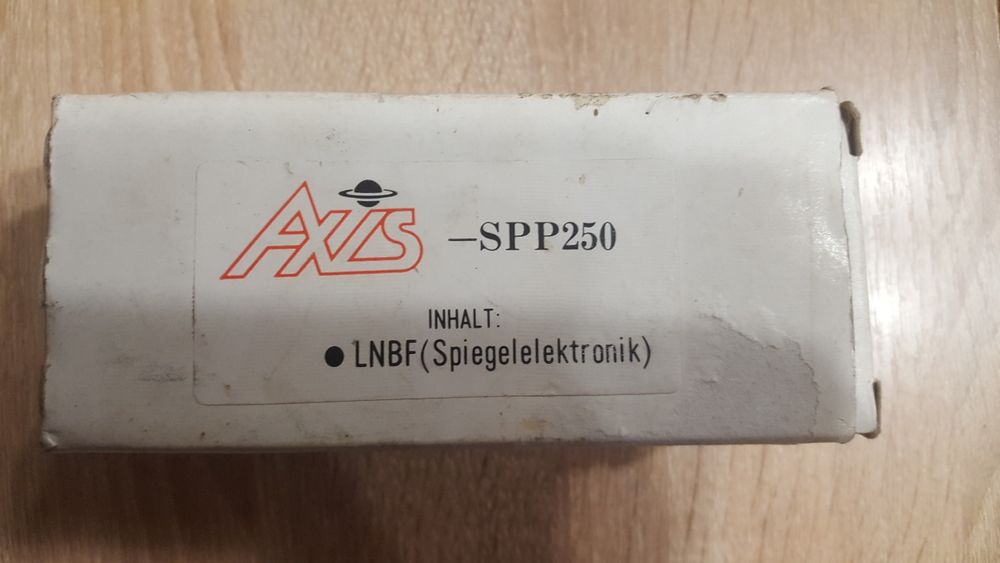 AXIS –SPP250
INHALT:
● LNBF(Spiegelelektronik)